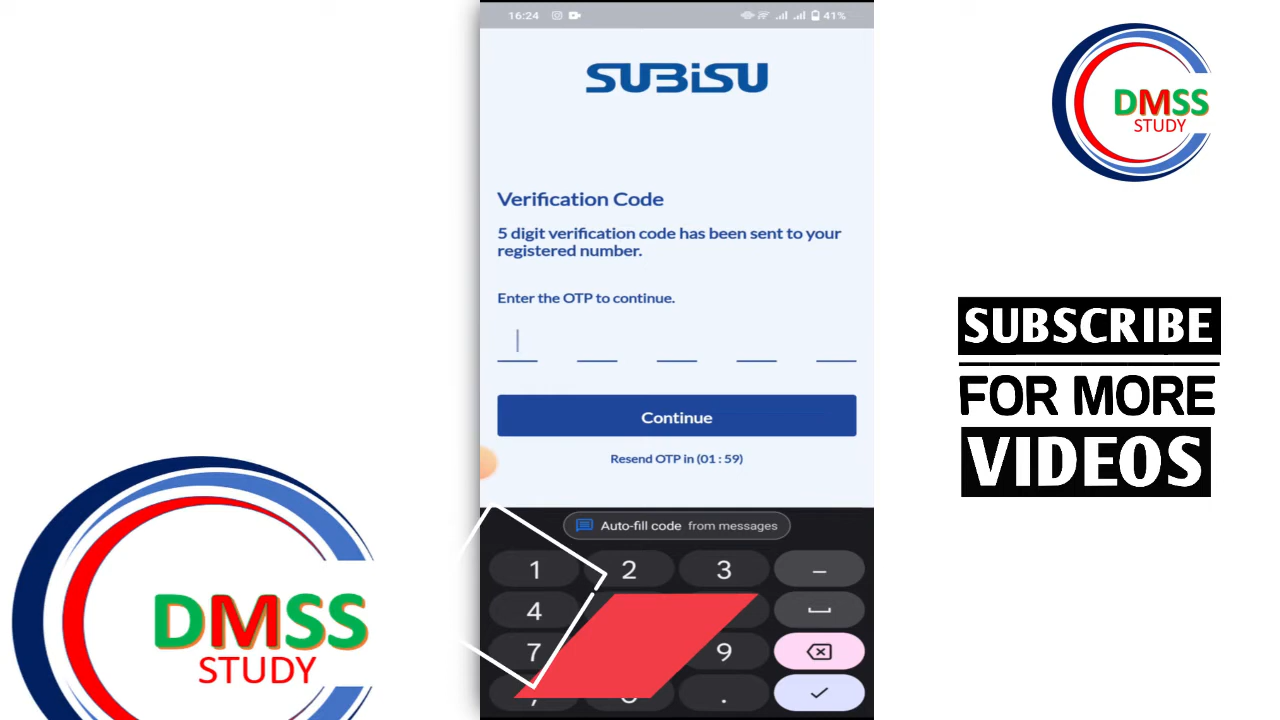 16:24
41%
SUBISU
Verification Code
5 digit verification code has been sent to your
registered number.
Enter the OTP to continue.
Continue
Resend OTP in (01 : 59)
Auto-fill code from messages
1 2 3 –
4
7 9
.
DMSS
STUDY
SUBSCRIBE
FOR MORE
VIDEOS
DMSS
STUDY